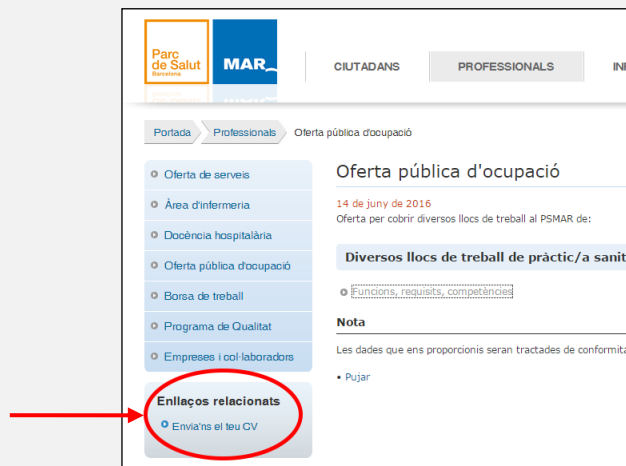 Parc
de Salut
Barcelona
MAR
CIUTADANS
PROFESSIONALS
Portada
Professionals
Oferta pública d'ocupació
Oferta de serveis
Àrea d'infermeria
Docència hospitalària
Oferta pública d'ocupació
Borsa de treball
Programa de Qualitat
Empreses i col·laboradors
Enllaços relacionats
Envia'ns el teu CV
Oferta pública d'ocupació
14 de juny de 2016
Oferta per cobrir diversos llocs de treball al PSMAR de:
Diversos llocs de treball de pràctic/a sanit
Funcions, requisits, competències
Nota
Les dades que ens proporcionis seran tractades de conformita
• Pujar